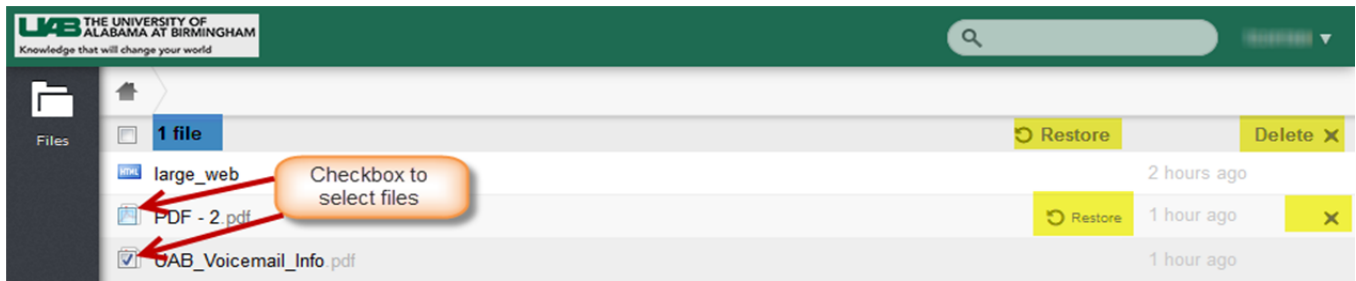 UAB THE UNIVERSITY OF
ALABAMA AT BIRMINGHAM
Knowledge that will change your world
Files
1 file
Restore
Delete
HTML
large_web
2 hours ago
Checkbox to
select files
PDF - 2.pdf
Restore
1 hour ago
UAB_Voicemail_Info.pdf
1 hour ago